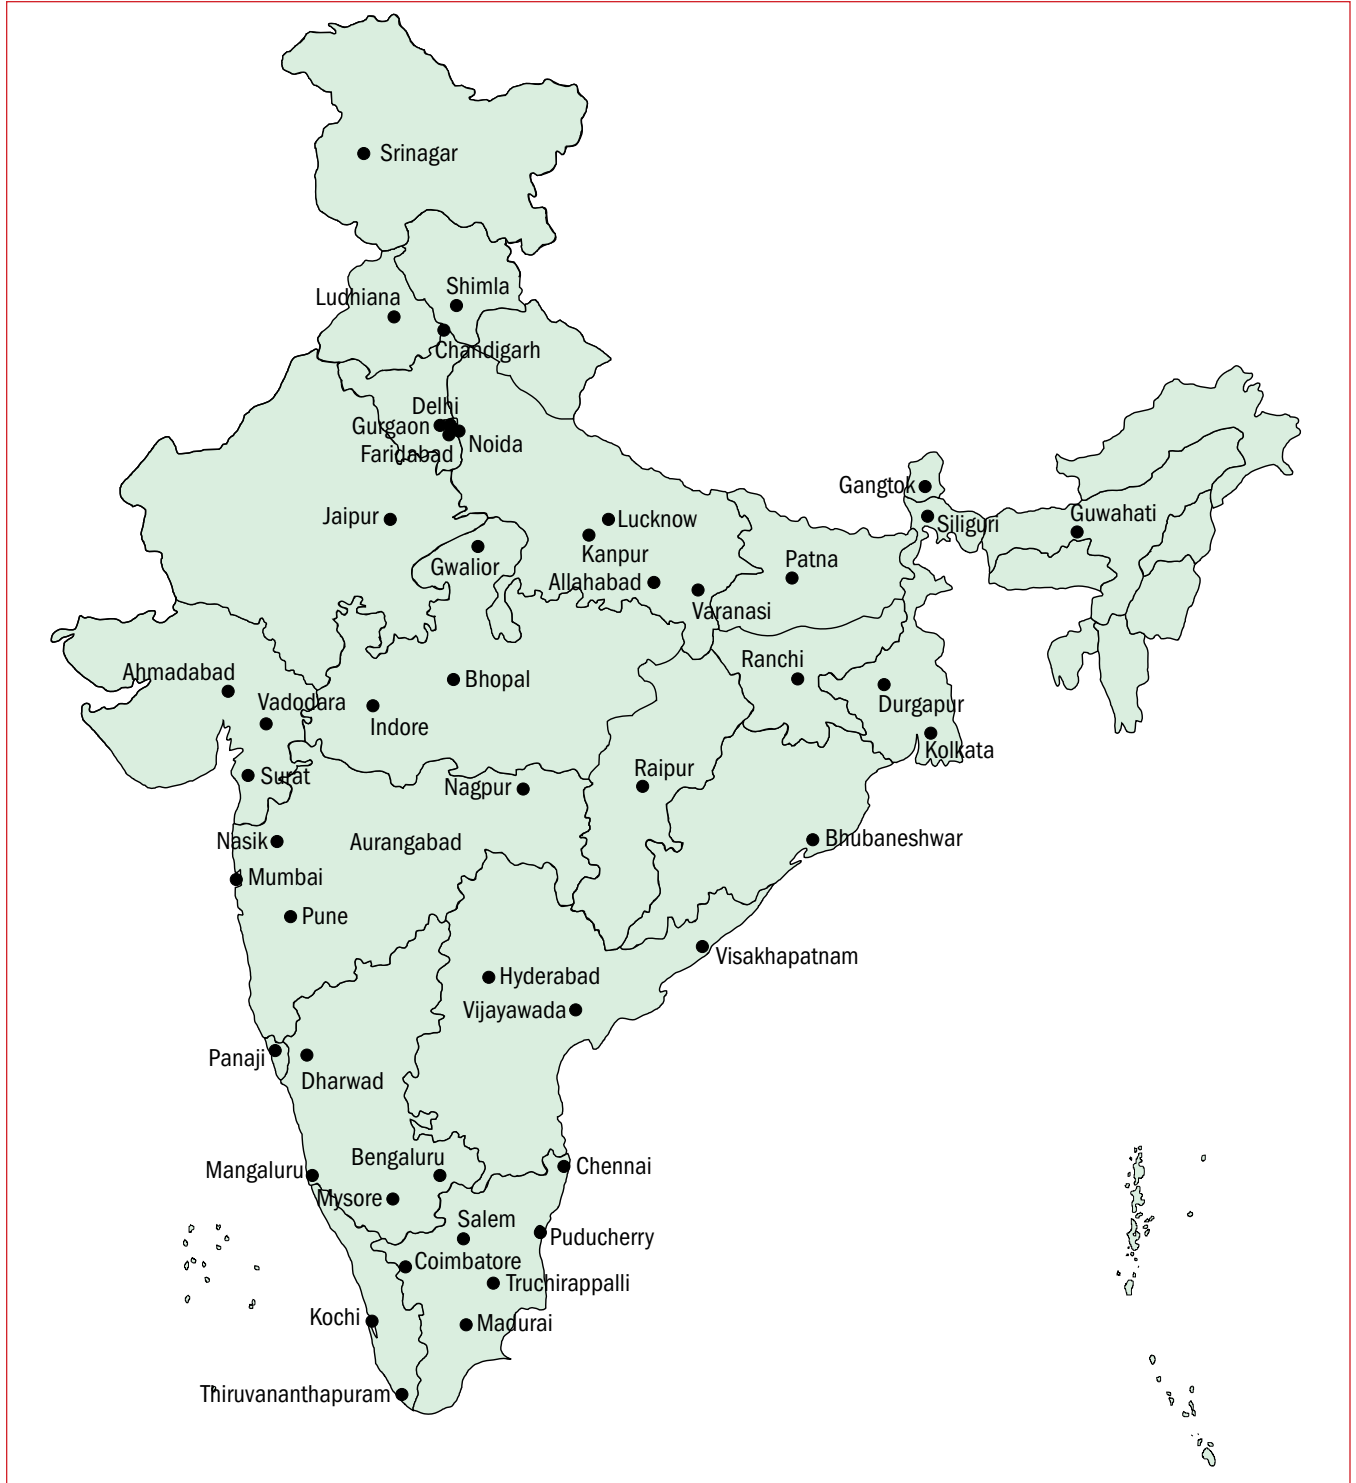 Srinagar
Shimla
Ludhiana
Chandigarh
Delhi
Gurgaon
Noida
Faridabad
Gangtok
Jaipur
Lucknow
Siliguri
Guwahati
Kanpur
Gwalior
Patna
Allahabad
Varanasi
Ranchi
Ahmadabad
Bhopal
Vadodara
Durgapur
Indore
Kolkata
Raipur
Surat
Nagpur
Nasik
Aurangabad
Bhubaneshwar
Mumbai
Pune
Visakhapatnam
Hyderabad
Vijayawada
Panaji
Dharwad
Bengaluru
Chennai
Mangaluru
Mysore
Salem
Puducherry
Coimbatore
Truchirappalli
Kochi
Madurai
Thiruvananthapuram